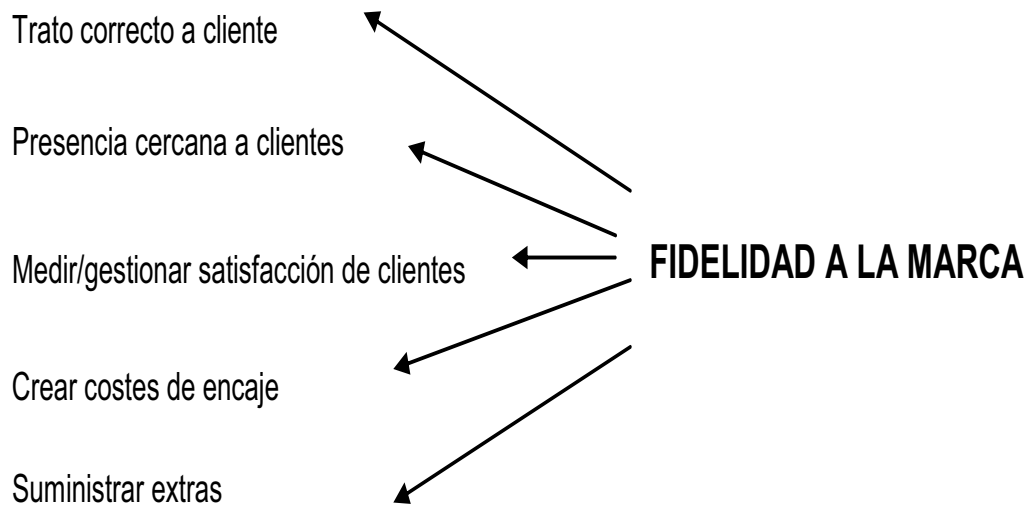 Trato correcto a cliente
Presencia cercana a clientes
Medir/gestionar satisfacción de clientes
FIDELIDAD A LA MARCA
Crear costes de encaje
Suministrar extras